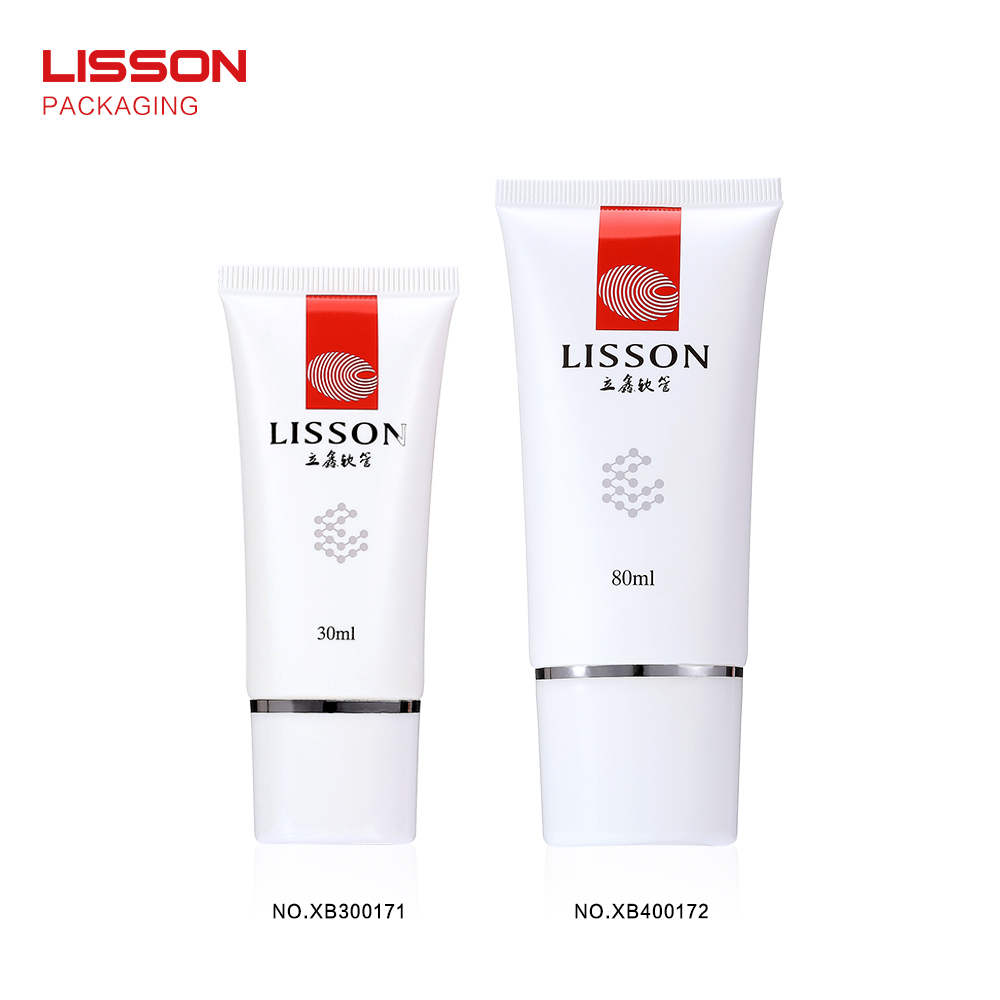 LISSON
PACKAGING
LISSON
立鑫软管
30ml
LISSON
立鑫软管
80ml
NO.XB300171
NO.XB400172